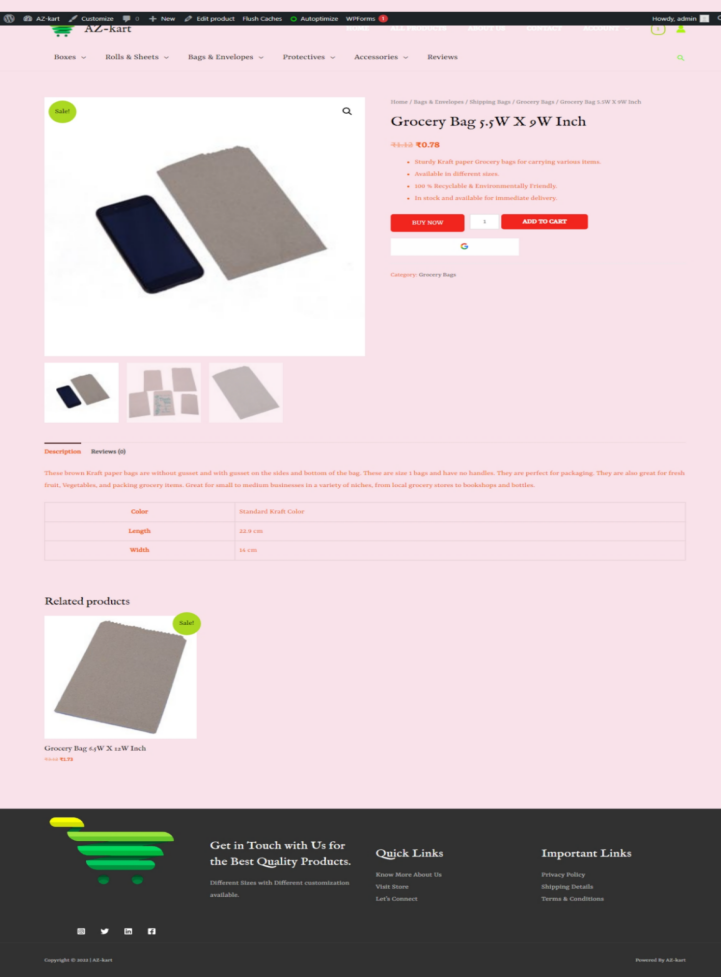 AZ-kart Customize 0 New Edit product Flush Caches Autoptimize WPForms 1 Howdy, admin
AZ-kart
HOME ALL PRODUCTS ABOUT US CONTACT ACCOUNT
Boxes Rolls & Sheets Bags & Envelopes Protectives Accessories Reviews
Sale!
Home / Bags & Envelopes / Shipping Bags / Grocery Bags / Grocery Bag 5.5W X 9W Inch
Grocery Bag 5.5W X 9W Inch
₹0.78
Sturdy Kraft paper Grocery bags for carrying various items.
Available in different sizes.
100 % Recyclable & Environmentally Friendly.
In stock and available for immediate delivery.
BUY NOW 1 ADD TO CART
G
Category: Grocery Bags
Description Reviews (0)
These brown Kraft paper bags are without gusset and with gusset on the sides and bottom of the bag. These are size 1 bags and have no handles. They are perfect for packaging. They are also great for fresh
fruit, Vegetables, and packing grocery items. Great for small to medium businesses in a variety of niches, from local grocery stores to bookshops and bottles.
Color Standard Kraft Color
Length 22.9 cm
Width 14 cm
Related products
Sale!
Grocery Bag 6.5W X 12W Inch
₹1.78
Get in Touch with Us for
the Best Quality Products.
Different Sizes with Different customization
available.
Quick Links
Know More About Us
Visit Store
Let's Connect
Important Links
Privacy Policy
Shipping Details
Terms & Conditions
Copyright © 2022 | AZ-kart
Powered By AZ-kart